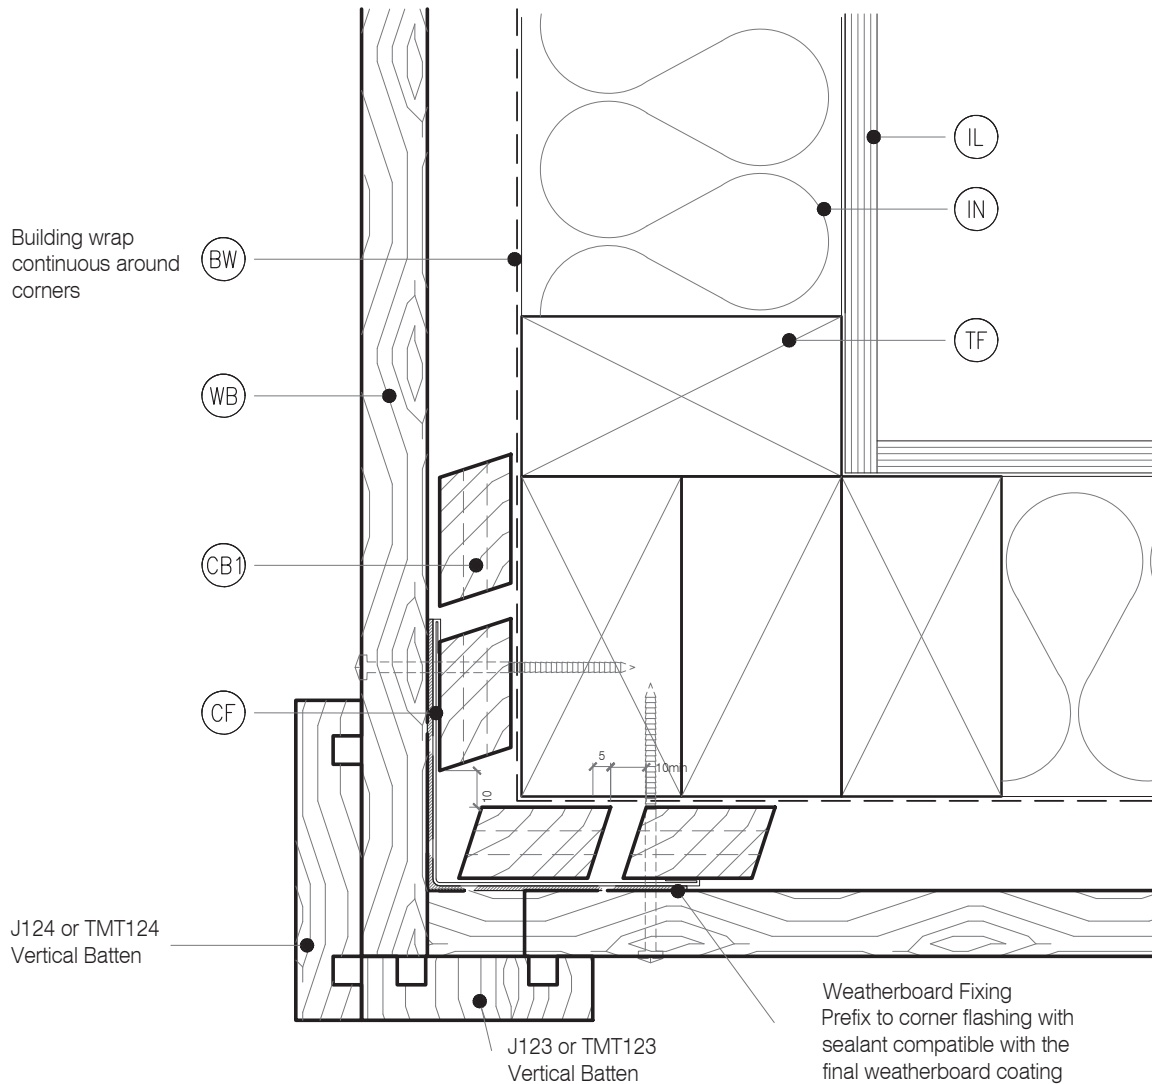 IL
IN
Building wrap
continuous around
corners
BW
TF
WB
CB1
CF
5
10min
10
J124 or TMT124
Vertical Batten
J123 or TMT123
Vertical Batten
Weatherboard Fixing
Prefix to corner flashing with
sealant compatible with the
final weatherboard coating